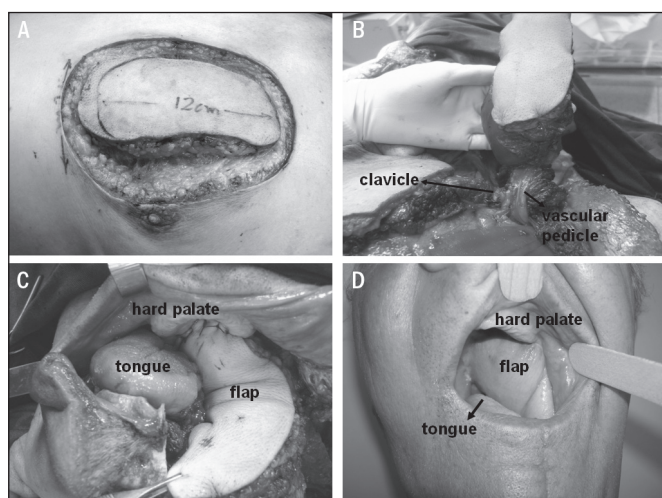 A
12cm
B
clavicle
vascular
pedicle
C
hard palate
tongue
flap
D
hard palate
flap
tongue